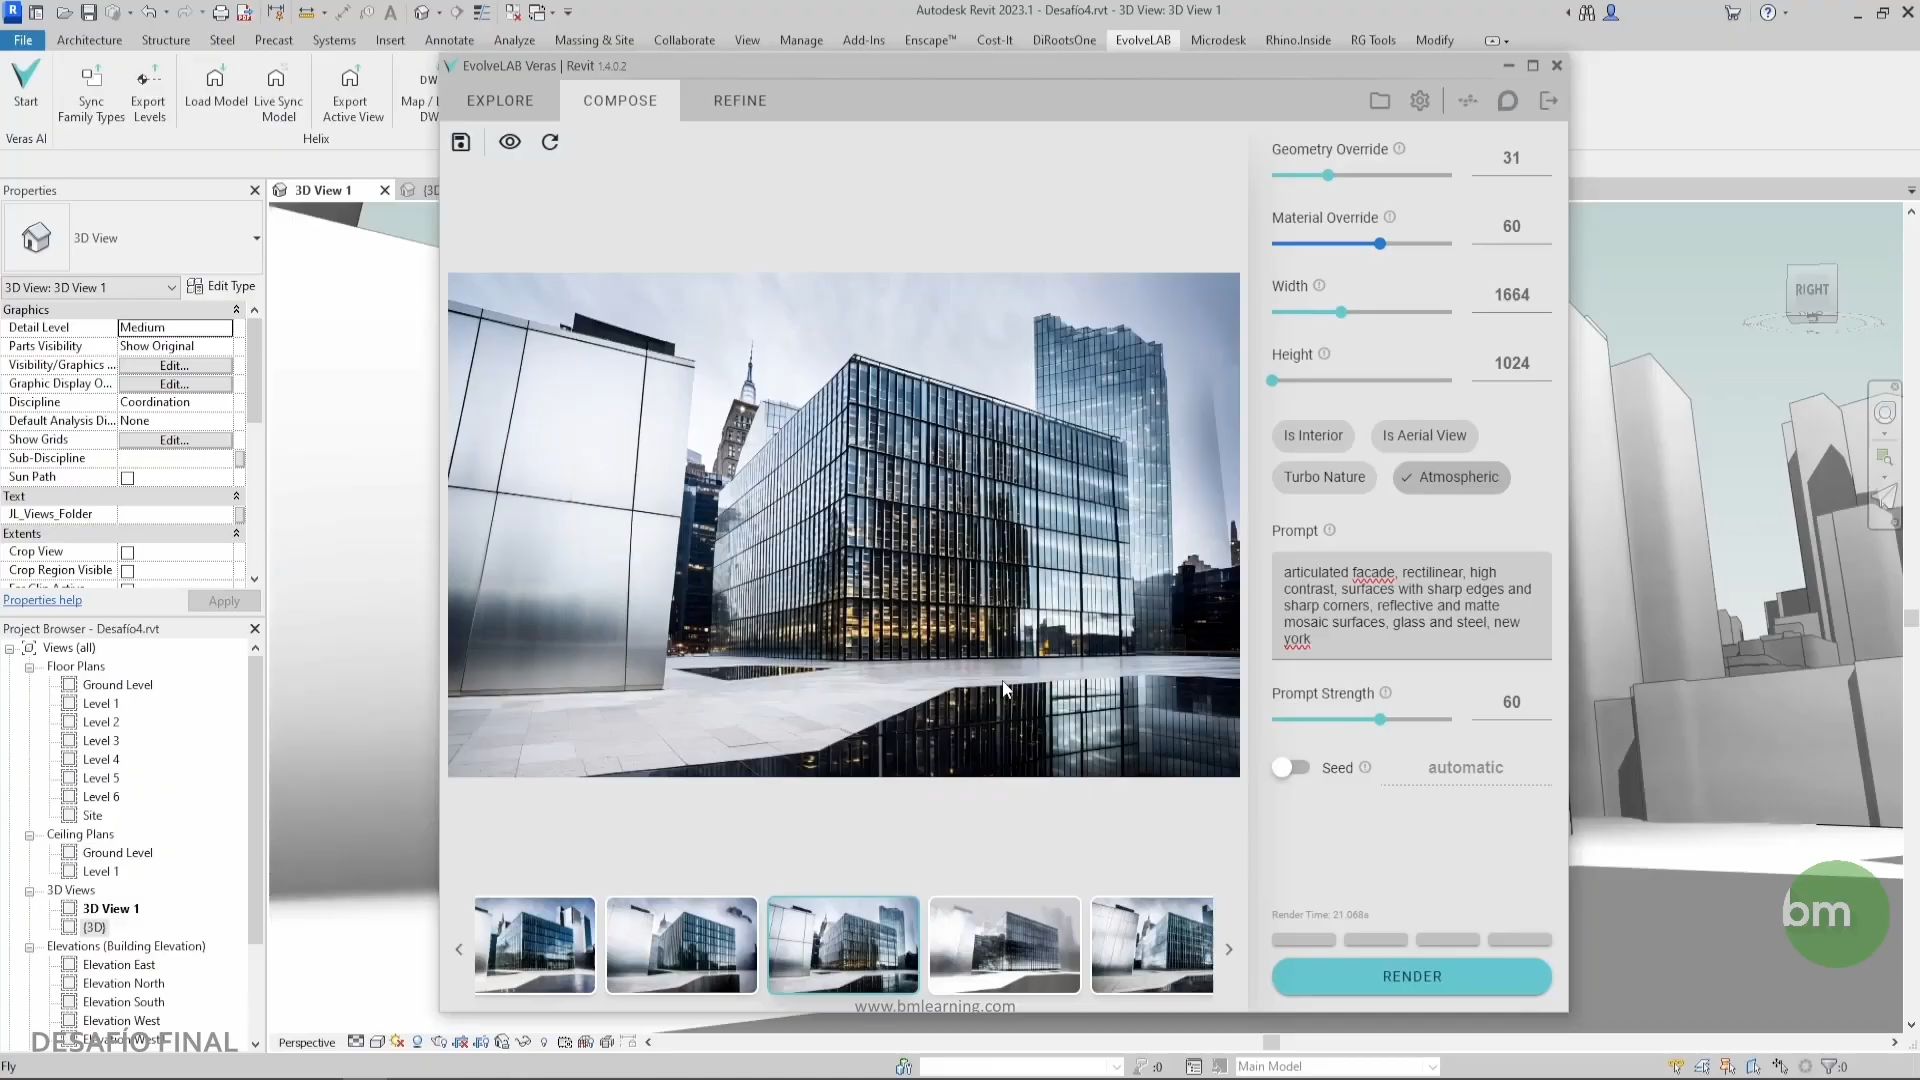 Autodesk Revit 2023.1 - Desafío4.rvt - 3D View: 3D View 1
File Architecture Structure Steel Precast Systems Insert Annotate Analyze Massing & Site Collaborate View Manage Add-Ins Enscape™ Cost-It DiRootsOne EvolveLAB Microdesk Rhino.Inside RG Tools Modify
EvolveLAB Veras | Revit 1.4.0.2
Start
Sync
Family Types
Export
Levels
Load Model
Live Sync
Model
Export
Active View
DW
Map /
DW
Veras AI
Helix
EXPLORE COMPOSE REFINE
Properties
3D View 1
{3D
3D View
3D View: 3D View 1
Edit Type
Graphics
Detail Level Medium
Parts Visibility Show Original
Visibility/Graphics ... Edit...
Graphic Display O... Edit...
Discipline Coordination
Default Analysis Di... None
Show Grids Edit...
Sub-Discipline
Sun Path
Text
JL_Views_Folder
Extents
Crop View
Crop Region Visible
Properties help
Apply
Project Browser - Desafío4.rvt
Views (all)
Floor Plans
Ground Level
Level 1
Level 2
Level 3
Level 4
Level 5
Level 6
Site
Ceiling Plans
Ground Level
Level 1
3D Views
3D View 1
{3D}
Elevations (Building Elevation)
Elevation East
Elevation North
Elevation South
Elevation West
DESAFÍO FINAL
Geometry Override 31
Material Override 60
Width 1664
Height 1024
Is Interior
Is Aerial View
Turbo Nature
Atmospheric
Prompt
articulated facade, rectilinear, high
contrast, surfaces with sharp edges and
sharp corners, reflective and matte
mosaic surfaces, glass and steel, new
york
Prompt Strength 60
Seed automatic
Render Time: 21.068s
RENDER
www.bmlearning.com
RIGHT
bm
Perspective
Fly
:0
Main Model
:0